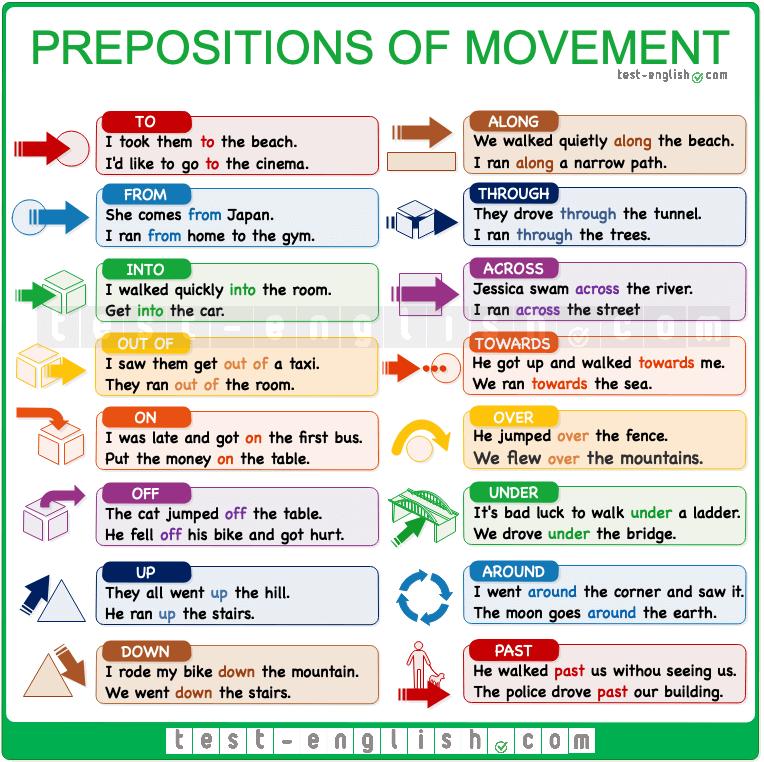 PREPOSITIONS OF MOVEMENT
test-english.com
TO
I took them to the beach.
I'd like to go to the cinema.
FROM
She comes from Japan.
I ran from home to the gym.
INTO
I walked quickly into the room.
Get into the car.
OUT OF
I saw them get out of a taxi.
They ran out of the room.
ON
I was late and got on the first bus.
Put the money on the table.
OFF
The cat jumped off the table.
He fell off his bike and got hurt.
UP
They all went up the hill.
He ran up the stairs.
DOWN
I rode my bike down the mountain.
We went down the stairs.
ALONG
We walked quietly along the beach.
I ran along a narrow path.
THROUGH
They drove through the tunnel.
I ran through the trees.
ACROSS
Jessica swam across the river.
I ran across the street
TOWARDS
He got up and walked towards me.
We ran towards the sea.
OVER
He jumped over the fence.
We flew over the mountains.
UNDER
It's bad luck to walk under a ladder.
We drove under the bridge.
AROUND
I went around the corner and saw it.
The moon goes around the earth.
PAST
He walked past us withou seeing us.
The police drove past our building.
test-english.com
test-english.com